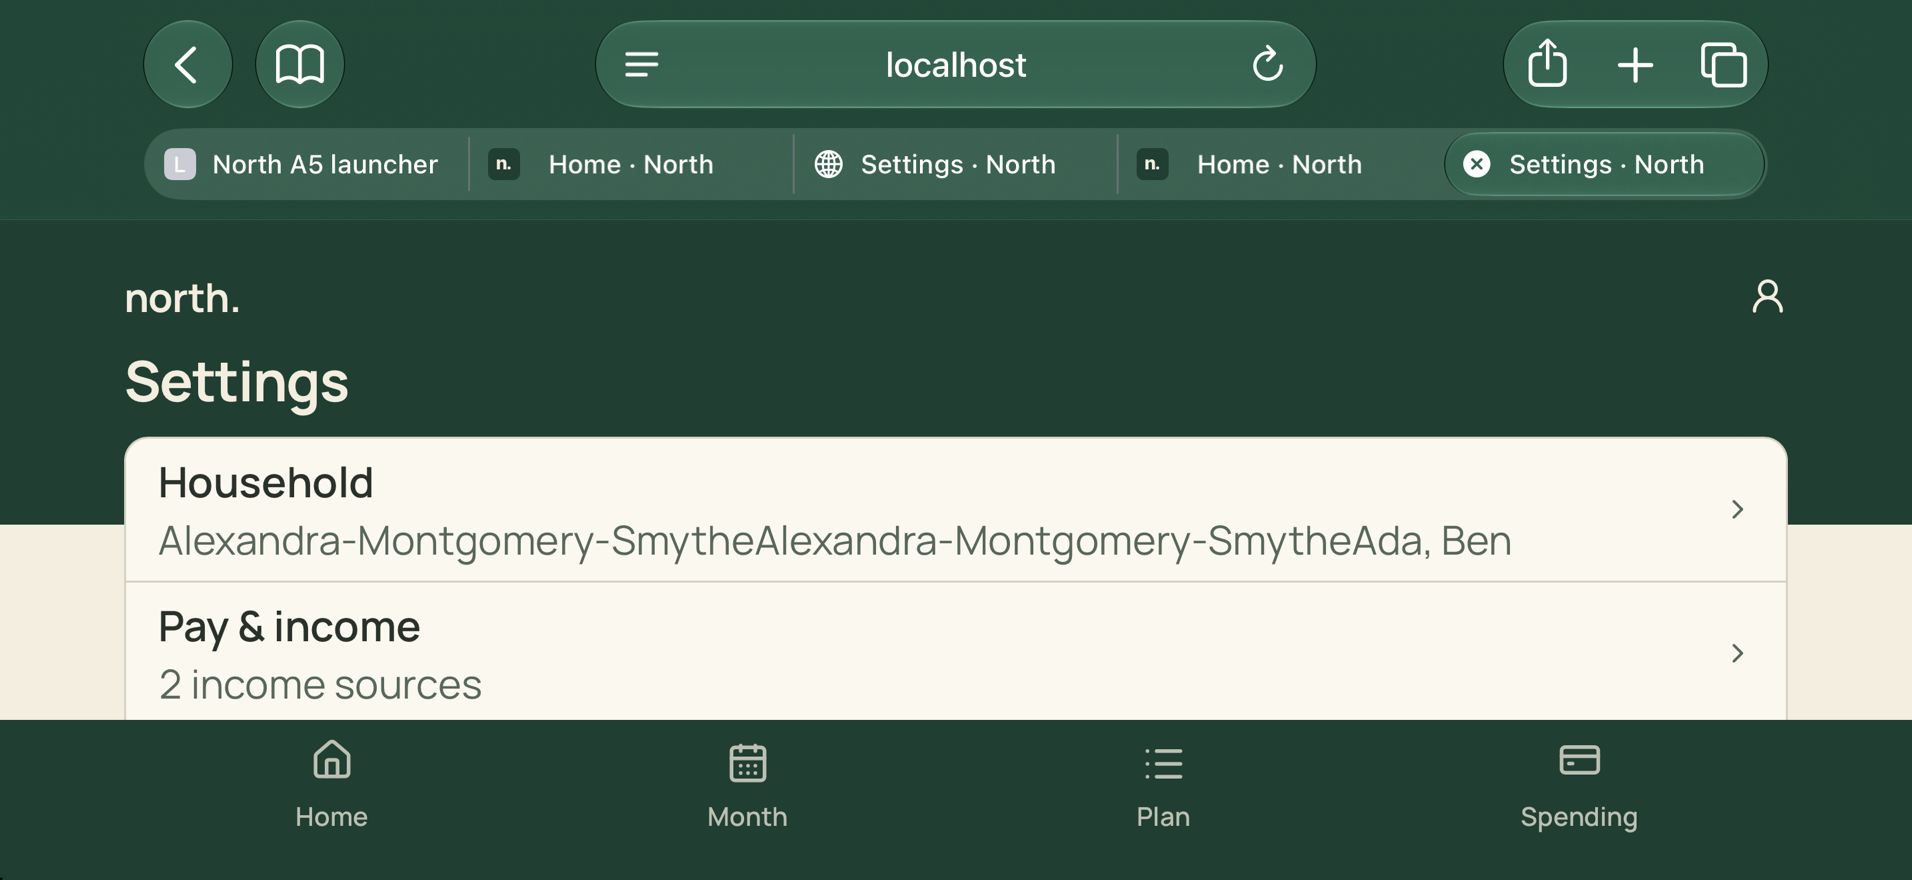 localhost
L North A5 launcher
n. Home · North
Settings · North
n. Home · North
Settings · North
north.
Settings
Household
Alexandra-Montgomery-SmytheAlexandra-Montgomery-SmytheAda, Ben
Pay & income
2 income sources
Home
Month
Plan
Spending